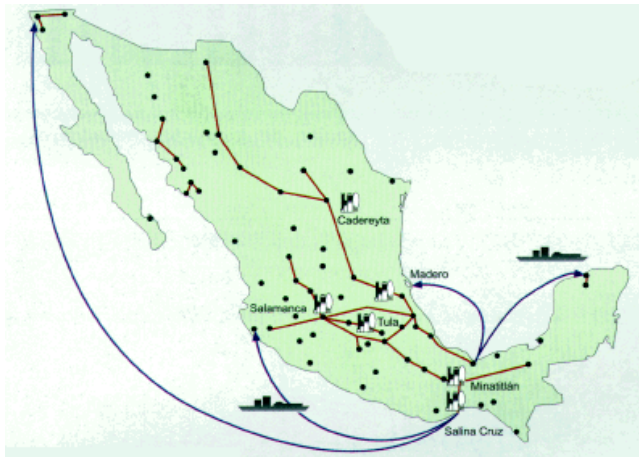 Cadereyta
Madero
Salamanca
Tula
Minatitlán
Salina Cruz